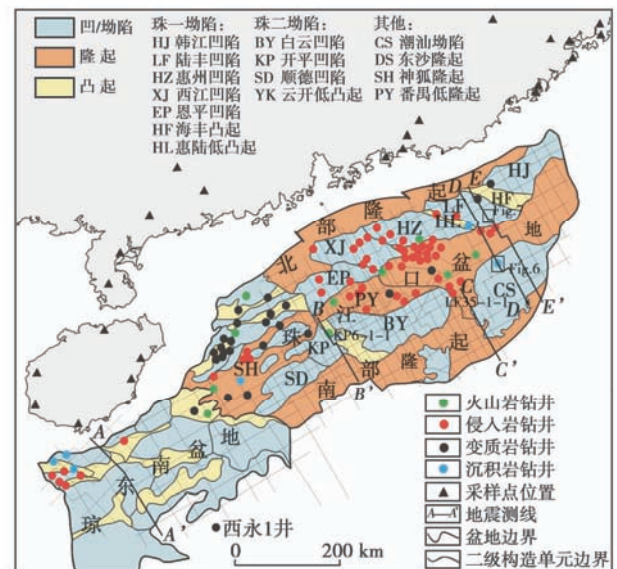 凹/坳陷
隆 起
凸 起
珠一坳陷:
HJ 韩江凹陷
LF 陆丰凹陷
HZ 惠州凹陷
XJ 西江凹陷
EP 恩平凹陷
HF 海丰凸起
HL 惠陆低凸起
珠二坳陷:
BY 白云凹陷
KP 开平凹陷
SD 顺德凹陷
YK 云开低凸起
其他:
CS 潮汕坳陷
DS 东沙隆起
SH 神狐隆起
PY 番禺低隆起
北 部 隆 起
D
E
HJ
LF
HF
HL
Fig.
HZ
XJ
地
盆
Fig.6
EP
口
C
CS
PY
LF35-1-1
D'
E'
B
江
BY
KP6-1-1
珠
KP
C'
SH
B'
SD
南 部 隆 起
A
琼 东 南 盆 地
A'
西永1井
0 200 km
火山岩钻井
侵入岩钻井
变质岩钻井
沉积岩钻井
采样点位置
A—A' 地震测线
盆地边界
二级构造单元边界